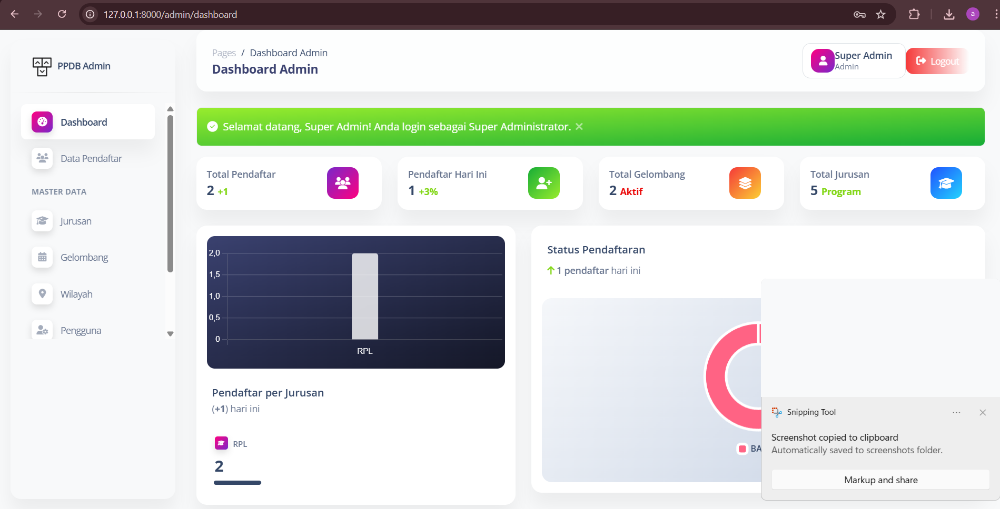 127.0.0.1:8000/admin/dashboard
a
PPDB Admin
Dashboard
Data Pendaftar
MASTER DATA
Jurusan
Gelombang
Wilayah
Pengguna
Pages / Dashboard Admin
Dashboard Admin
Super Admin
Admin
Logout
Selamat datang, Super Admin! Anda login sebagai Super Administrator.
Total Pendaftar
2 +1
Pendaftar Hari Ini
1 +3%
Total Gelombang
2 Aktif
Total Jurusan
5 Program
2,0
1,5
1,0
0,5
0
RPL
Pendaftar per Jurusan
(+1) hari ini
RPL
2
Status Pendaftaran
1 pendaftar hari ini
BA
Snipping Tool
Screenshot copied to clipboard
Automatically saved to screenshots folder.
Markup and share